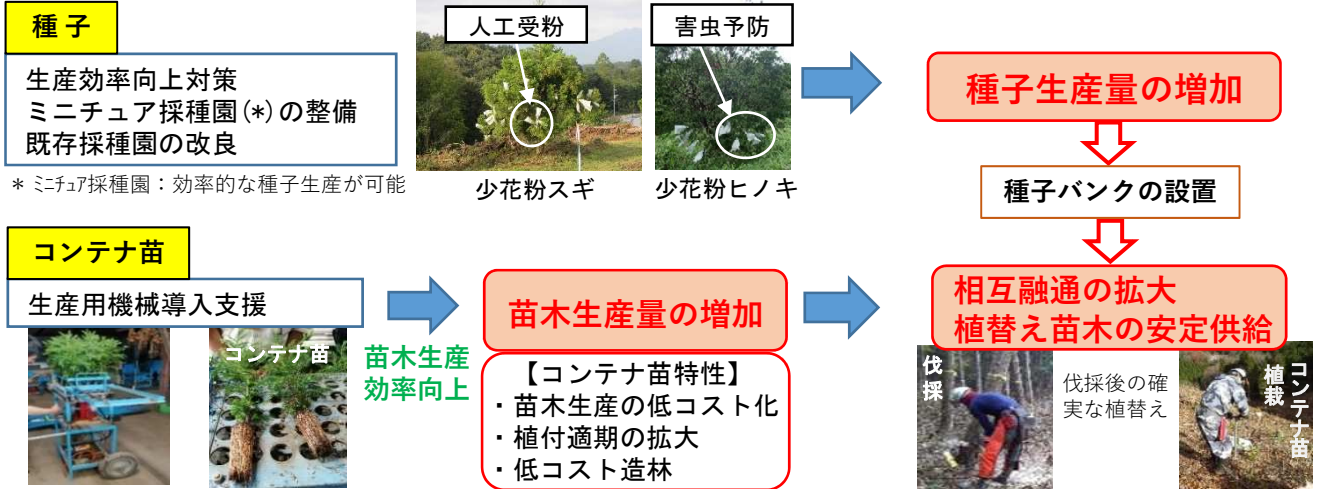 種子
生産効率向上対策
ミニチュア採種園(*)の整備
既存採種園の改良
* ミニチュア採種園：効率的な種子生産が可能
人工受粉
少花粉スギ
害虫予防
少花粉ヒノキ
種子生産量の増加
種子バンクの設置
コンテナ苗
生産用機械導入支援
コンテナ苗
苗木生産
効率向上
苗木生産量の増加
【コンテナ苗特性】
・苗木生産の低コスト化
・植付適期の拡大
・低コスト造林
相互融通の拡大
植替え苗木の安定供給
伐採
伐採後の確
実な植替え
コンテナ苗
植栽